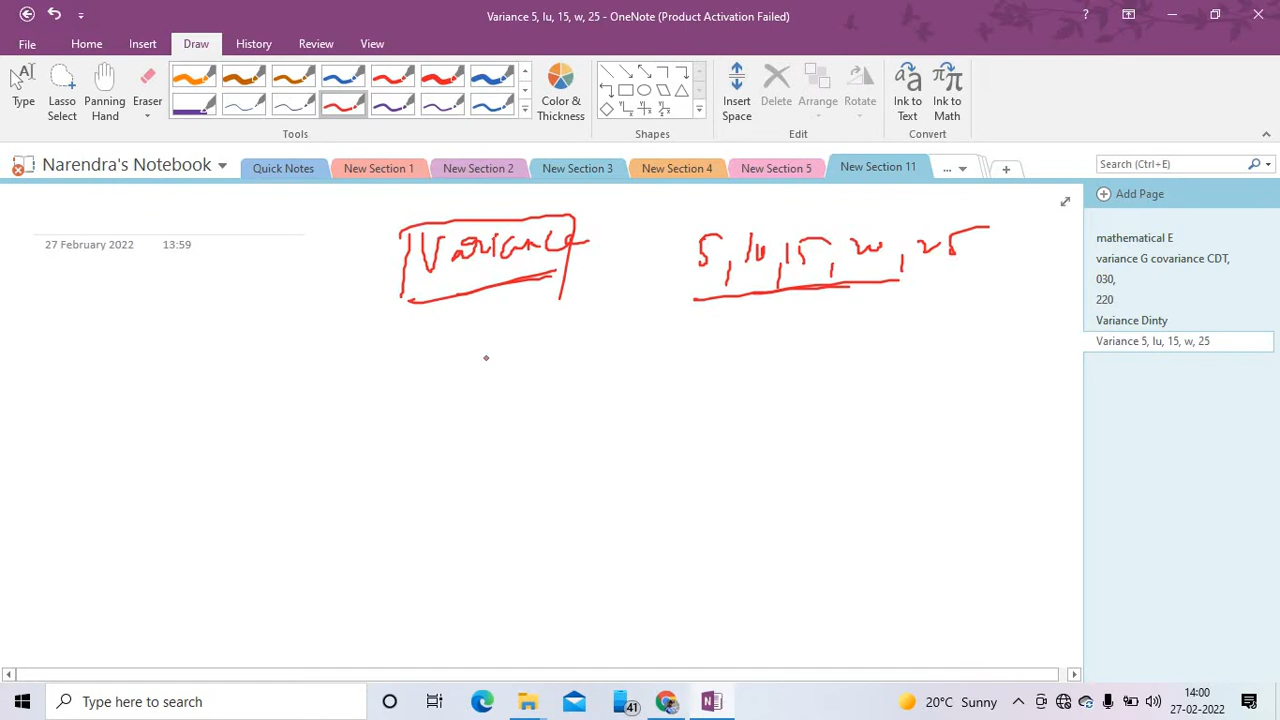 Variance 5, Iu, 15, w, 25 - OneNote (Product Activation Failed)
?
File Home Insert Draw History Review View
Type
Lasso Select
Panning Hand
Eraser
Color & Thickness
Insert Space
Delete
Arrange
Rotate
Ink to Text
Ink to Math
Tools
Shapes
Edit
Convert
Narendra's Notebook
Quick Notes New Section 1 New Section 2 New Section 3 New Section 4 New Section 5 New Section 11 ...
Search (Ctrl+E)
Add Page
27 February 2022 13:59
Variance 5, 10, 15, 20, 25
mathematical E
variance G covariance CDT,
030,
220
Variance Dinty
Variance 5, Iu, 15, w, 25
Type here to search
41
20°C Sunny
14:00
27-02-2022